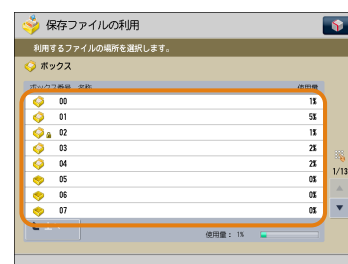 保存ファイルの利用
利用するファイルの場所を選択します。
ボックス
ボックス番号 名称 使用量
00 1%
01 5%
02 1%
03 2%
04 2%
05 0%
06 0%
07 0%
1/13
使用量： 1%